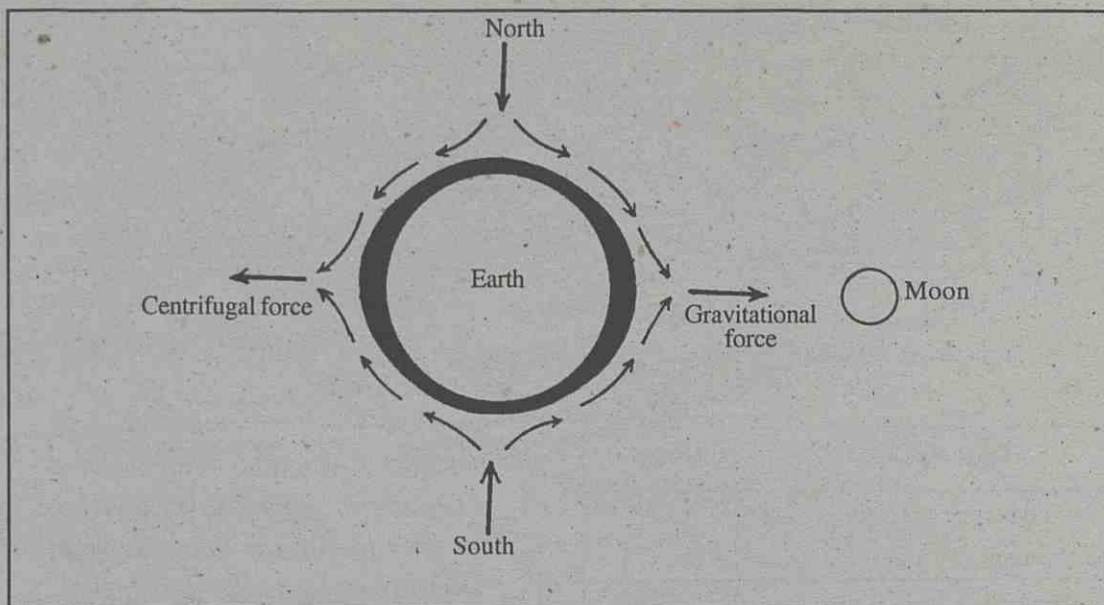 North
Earth
Centrifugal force
Gravitational
force
Moon
South